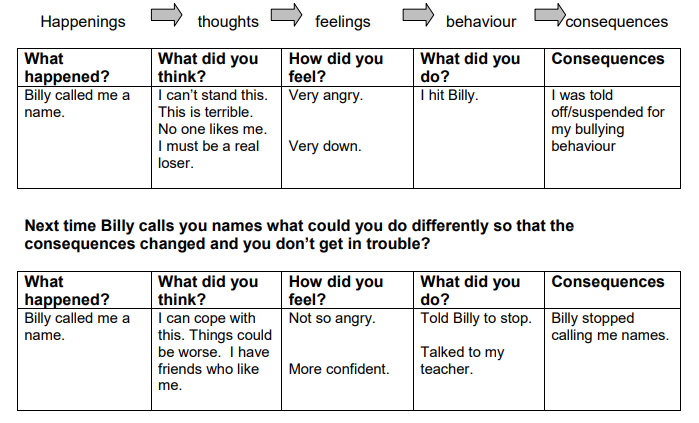 Happenings thoughts feelings behaviour consequences
What happened? What did you think? How did you feel? What did you do? Consequences
Billy called me a
name.
I can't stand this.
This is terrible.
No one likes me.
I must be a real
loser.
Very angry.
Very down.
I hit Billy.
I was told
off/suspended for
my bullying
behaviour
Next time Billy calls you names what could you do differently so that the
consequences changed and you don't get in trouble?
What
happened?
What did you
think?
How did you
feel?
What did you
do?
Consequences
Billy called me a
name.
I can cope with
this. Things could
be worse. I have
friends who like
me.
Not so angry.
More confident.
Told Billy to stop.
Talked to my
teacher.
Billy stopped
calling me names.